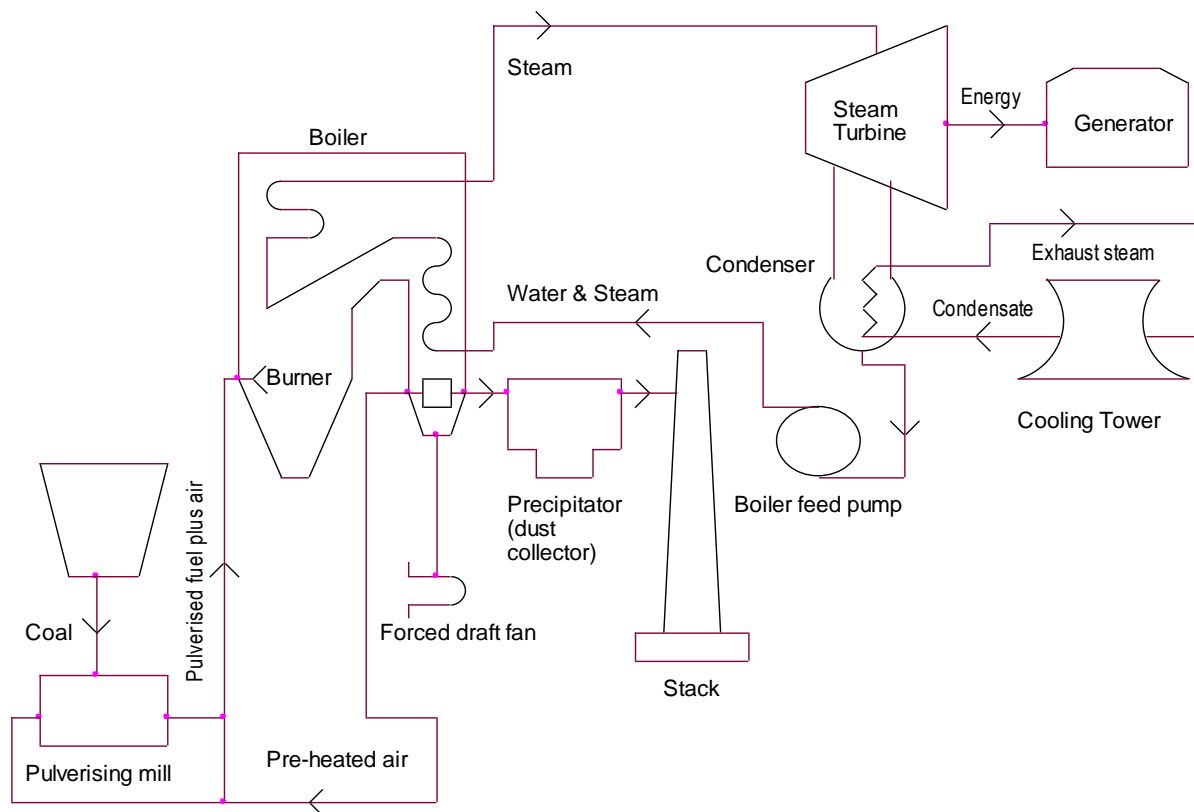 Steam
Steam
Turbine
Energy
Generator
Boiler
Exhaust steam
Condenser
Water & Steam
Condensate
Burner
Cooling Tower
Pulverised fuel plus air
Precipitator
(dust
collector)
Boiler feed pump
Coal
Forced draft fan
Stack
Pre-heated air
Pulverising mill